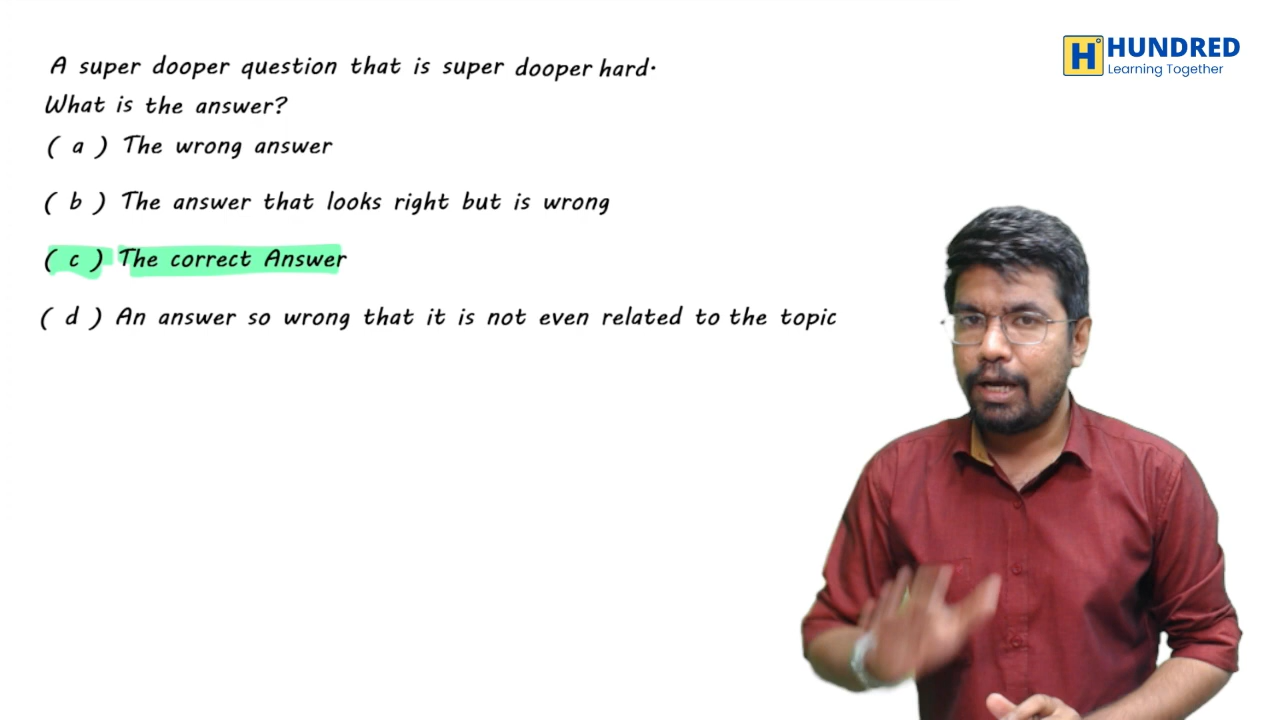 A super dooper question that is super dooper hard.
What is the answer?
( a ) The wrong answer
( b ) The answer that looks right but is wrong
( c ) The correct Answer
( d ) An answer so wrong that it is not even related to the topic
H HUNDRED
Learning Together